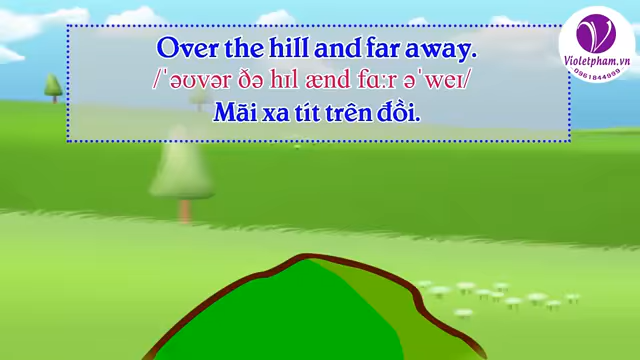 Over the hill and far away.
/ˈəʊvər ðə hɪl ænd fɑːr əˈweɪ/
Mãi xa tít trên đồi.
Violetpham.vn
0961844999